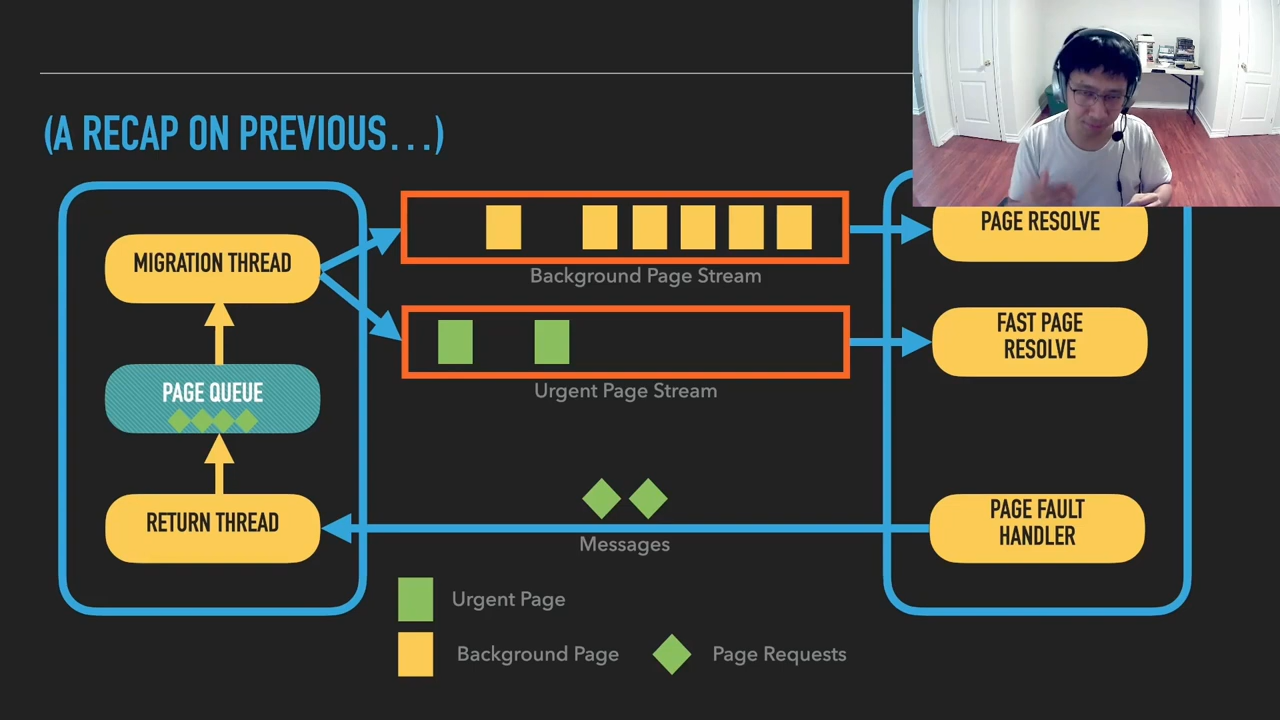 (A RECAP ON PREVIOUS...)
MIGRATION THREAD
PAGE QUEUE
RETURN THREAD
Background Page Stream
Urgent Page Stream
Messages
PAGE RESOLVE
FAST PAGE
RESOLVE
PAGE FAULT
HANDLER
Urgent Page
Background Page
Page Requests